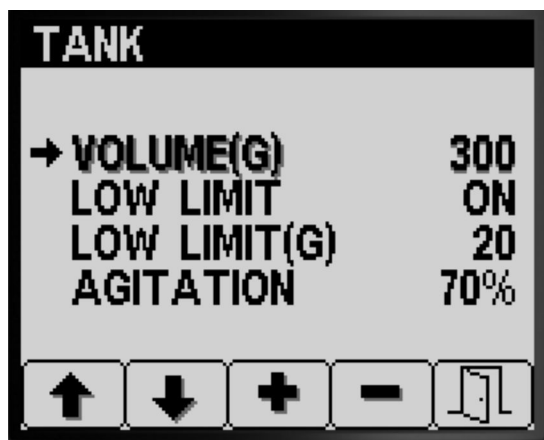 TANK
VOLUME(G) 300
LOW LIMIT ON
LOW LIMIT(G) 20
AGITATION 70%